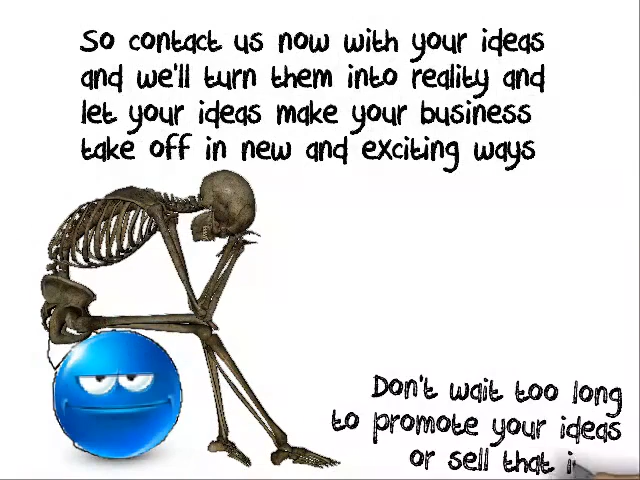 So contact us now with your ideas
and we'll turn them into reality and
let your ideas make your business
take off in new and exciting ways
Don't wait too long
to promote your ideas
or sell that i